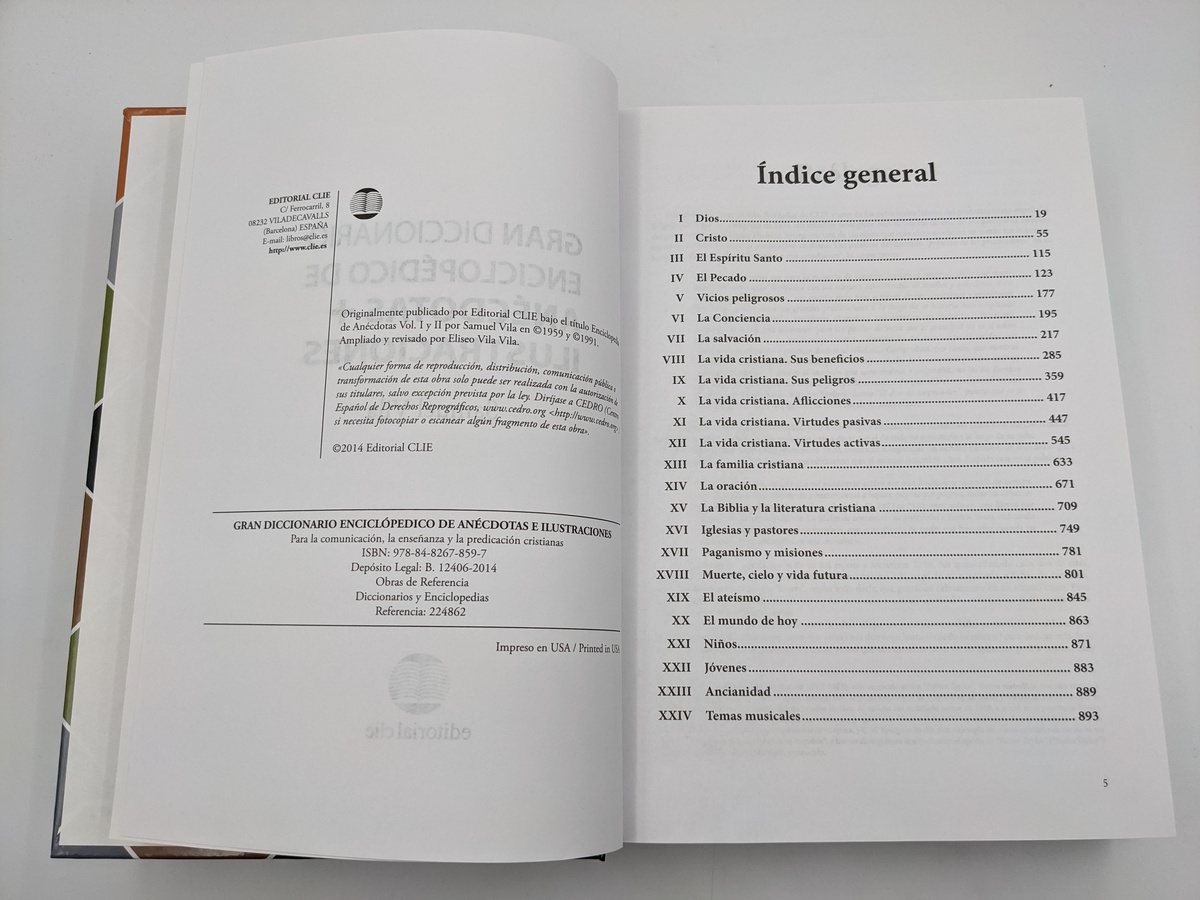 EDITORIAL CLIE
C/ Ferrocarril, 8
08232 VILADECAVALLS
(Barcelona) ESPAÑA
E-mail: libros@clie.es
http://www.clie.es
Originalmente publicado por Editorial CLIE bajo el título Enciclopedia
de Anécdotas Vol. I y II por Samuel Vila en ©1959 y ©1991.
Ampliado y revisado por Eliseo Vila Vila.
«Cualquier forma de reproducción, distribución, comunicación pública
transformación de esta obra solo puede ser realizada con la autorización de
sus titulares, salvo excepción prevista por la ley. Diríjase a CEDRO (Centro
Español de Derechos Reprográficos, www.cedro.org <http://www.cedro.org
si necesita fotocopiar o escanear algún fragmento de esta obra».
©2014 Editorial CLIE
GRAN DICCIONARIO ENCICLÓPEDICO DE ANÉCDOTAS E ILUSTRACIONES
Para la comunicación, la enseñanza y la predicación cristianas
ISBN: 978-84-8267-859-7
Depósito Legal: B. 12406-2014
Obras de Referencia
Diccionarios y Enciclopedias
Referencia: 224862
Impreso en USA / Printed in USA
Índice general
I Dios 19
II Cristo 55
III El Espíritu Santo 115
IV El Pecado 123
V Vicios peligrosos 177
VI La Conciencia 195
VII La salvación 217
VIII La vida cristiana. Sus beneficios 285
IX La vida cristiana. Sus peligros 359
X La vida cristiana. Aflicciones 417
XI La vida cristiana. Virtudes pasivas 447
XII La vida cristiana. Virtudes activas 545
XIII La familia cristiana 633
XIV La oración 671
XV La Biblia y la literatura cristiana 709
XVI Iglesias y pastores 749
XVII Paganismo y misiones 781
XVIII Muerte, cielo y vida futura 801
XIX El ateísmo 845
XX El mundo de hoy 863
XXI Niños 871
XXII Jóvenes 883
XXIII Ancianidad 889
XXIV Temas musicales 893
5